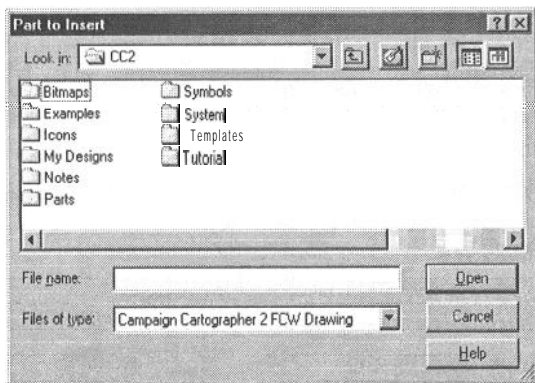 Part to Insert
Look in: CC2
Bitmaps
Examples
Icons
My Designs
Notes
Parts
Symbols
System
Templates
Tutorial
File name:
Open
Files of type: Campaign Cartographer 2 FCW Drawing
Cancel
Help